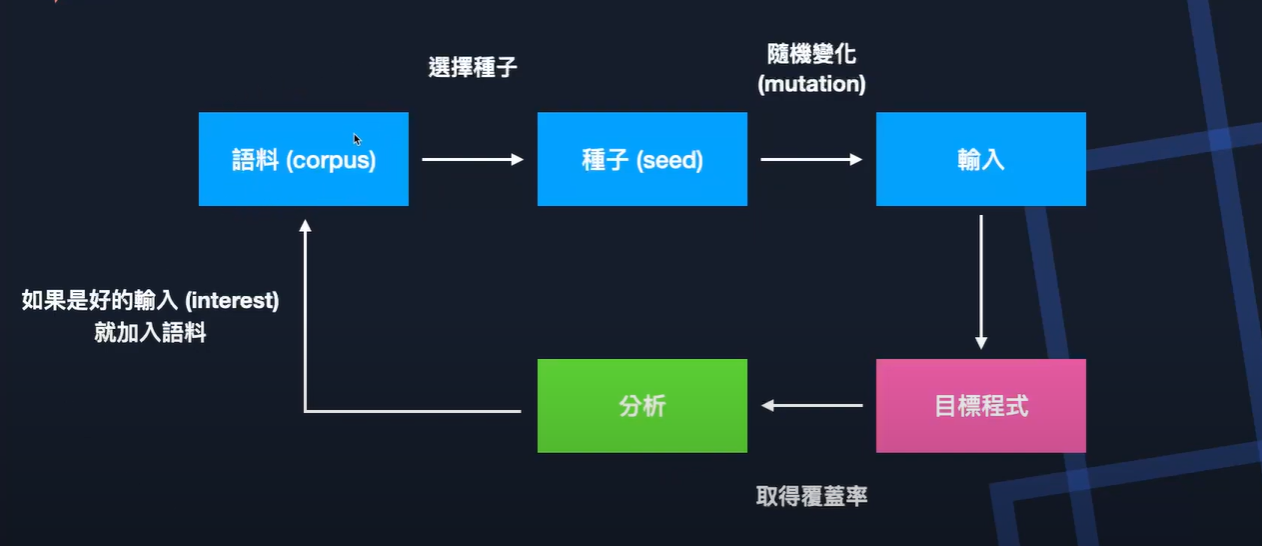 選擇種子
隨機變化
(mutation)
語料 (corpus)
種子 (seed)
輸入
如果是好的輸入 (interest)
就加入語料
分析
目標程式
取得覆蓋率